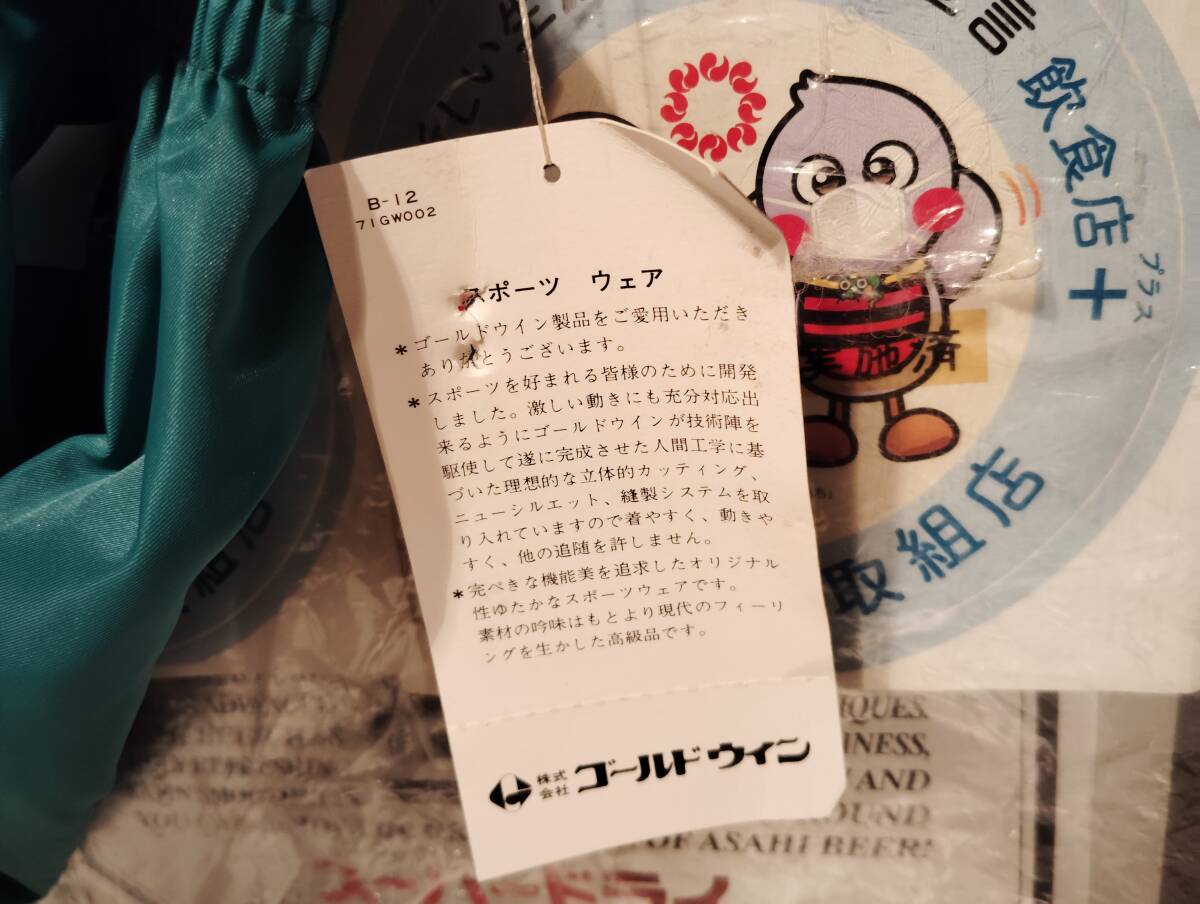 B-12
71GW002
スポーツ ウェア
*ゴールドウイン製品をご愛用いただき
ありがとうございます。
*スポーツを好まれる皆様のために開発
しました。激しい動きにも充分対応出
来るようにゴールドウインが技術陣を
駆使して遂に完成させた人間工学に基
づいた理想的な立体的カッティング、
ニューシルエット、縫製システムを取
り入れていますので着やすく、動きや
すく、他の追随を許しません。
*完ぺきな機能美を追求したオリジナル
性ゆたかなスポーツウェアです。
素材の吟味はもとより現代のフィーリ
ングを生かした高級品です。
株式
会社
ゴールドウイン
言
飲食店+
プラス
実施済
取組店
IQUES.
INESS,
AND
OUND
OF ASAHI BEER!